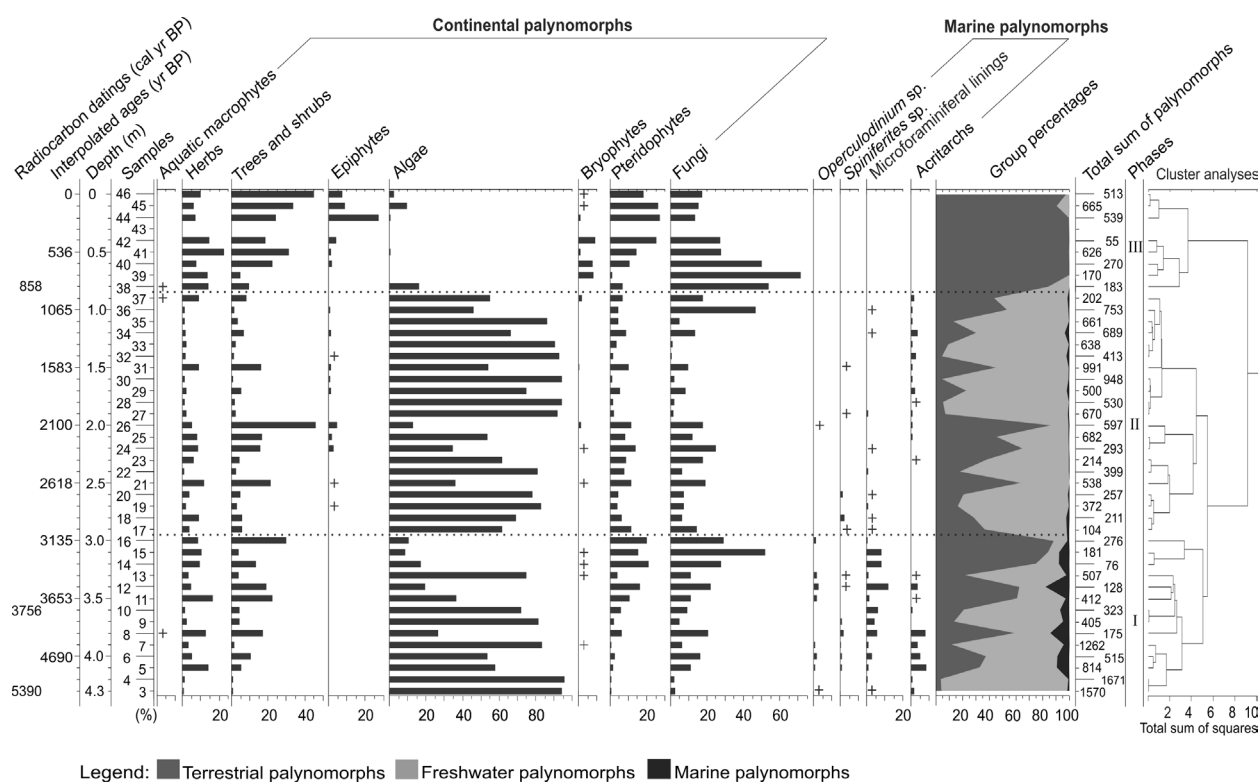 Continental palynomorphs
Marine palynomorphs
Radiocarbon datings (cal yr BP)
Interpolated ages (yr BP)
Depth (m)
Samples
Aquatic macrophytes
Herbs
Trees and shrubs
Epiphytes
Algae
Bryophytes
Pteridophytes
Fungi
Operculodinium sp.
Spiniferites sp.
Microforaminiferal linings
Acritarchs
Group percentages
Total sum of palynomorphs
Phases
Cluster analyses
0 0 46 + + 513
45 + 665
44 539
43
42 55
536 0.5 41 626 III
40 270
39 170
858 38 + 183
37 + 202
1065 1.0 36 + 753
35 661
34 + 689
33 638
32 + 413
1583 1.5 31 + 991
30 948
29 500
28 + 530
27 + 670
2100 2.0 26 + 597 II
25 682
24 + + 293
23 + 214
22 399
2618 2.5 21 + + 538
20 + 257
19 + 372
18 + 211
17 + + 104
3135 3.0 16 276
15 + 181
14 + 76
13 + + + 507
12 + 128
3653 3.5 11 + 412
3756 10 323
9 405 I
8 + 175
7 + 1262
4690 4.0 6 515
5 814
4 1671
5390 4.3 3 + + 1570
(%) 20 20 40 20 20 40 60 80 20 20 40 60 20 20 40 60 80 100 2 4 6 8 10
Total sum of squares
Legend: Terrestrial palynomorphs Freshwater palynomorphs Marine palynomorphs